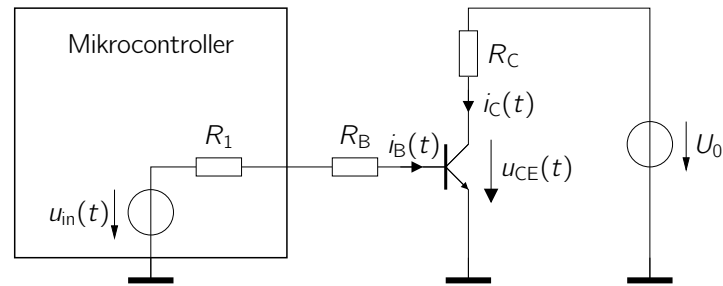 Mikrocontroller
R_C
i_C(t)
R_1
R_B
i_B(t)
u_CE(t)
U_0
u_in(t)